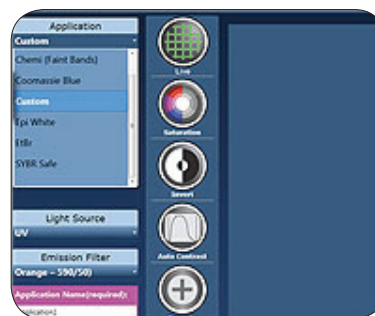 Application
Custom
Chemi (Faint Bands)
Coomassie Blue
Custom
Epi White
EtBr
SYBR Safe
Light Source
UV
Emission Filter
Orange - 590/50)
Application Name(required):
Application1
Live
Saturation
Invert
Auto Contrast